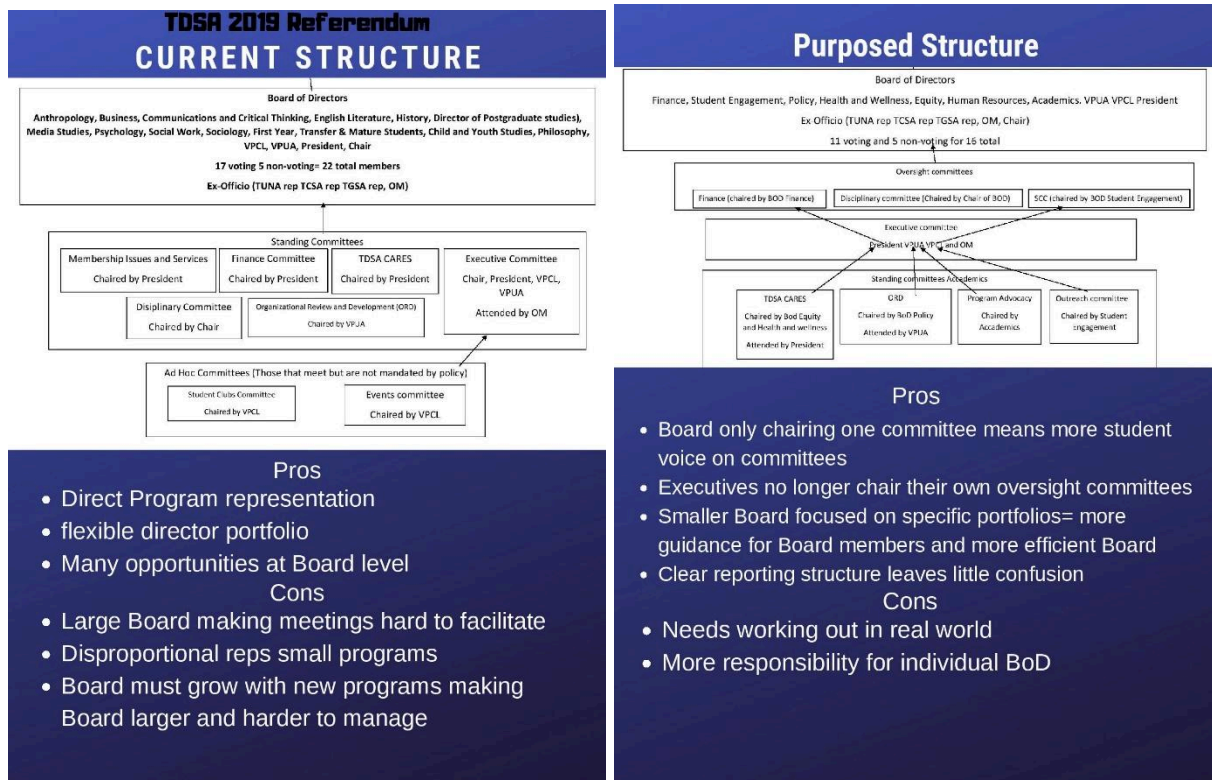 TDSA 2019 Referendum
CURRENT STRUCTURE
Board of Directors
Anthropology, Business, Communications and Critical Thinking, English Literature, History, Director of Postgraduate studies),
Media Studies, Psychology, Social Work, Sociology, First Year, Transfer & Mature Students, Child and Youth Studies, Philosophy,
VPCL, VPUA, President, Chair
17 voting 5 non-voting= 22 total members
Ex-Officio (TUNA rep TCSA rep TGSA rep, OM)
Standing Committees
Membership Issues and Services
Chaired by President
Finance Committee
Chaired by President
TDSA CARES
Chaired by President
Executive Committee
Chair, President, VPCL,
VPUA
Attended by OM
Disiplinary Committee
Chaired by Chair
Organizational Review and Development (ORD)
Chaired by VPUA
Ad Hoc Committees (Those that meet but are not mandated by policy)
Student Clubs Committee
Chaired by VPCL
Events committee
Chaired by VPCL
Pros
• Direct Program representation
• flexible director portfolio
• Many opportunities at Board level
Cons
• Large Board making meetings hard to facilitate
• Disproportional reps small programs
• Board must grow with new programs making
Board larger and harder to manage
Purposed Structure
Board of Directors
Finance, Student Engagement, Policy, Health and Wellness, Equity, Human Resources, Academics. VPUA VPCL President
Ex Officio (TUNA rep TCSA rep TGSA rep, OM, Chair)
11 voting and 5 non-voting for 16 total
Oversight committees
Finance (chaired by BOD Finance)
Disciplinary committee (Chaired by Chair of BOD)
SCC (chaired by BOD Student Engagement)
Executive committee
President VPUA VPCL and OM
Standing committees Accademics
TDSA CARES
Chaired by Bod Equity
and Health and wellness
Attended by President
ORD
Chaired by BoD Policy
Attended by VPUA
Program Advocacy
Chaired by
Accademics
Outreach committee
Chaired by Student
Engagement
Pros
• Board only chairing one committee means more student
voice on committees
• Executives no longer chair their own oversight committees
• Smaller Board focused on specific portfolios= more
guidance for Board members and more efficient Board
• Clear reporting structure leaves little confusion
Cons
• Needs working out in real world
• More responsibility for individual BoD